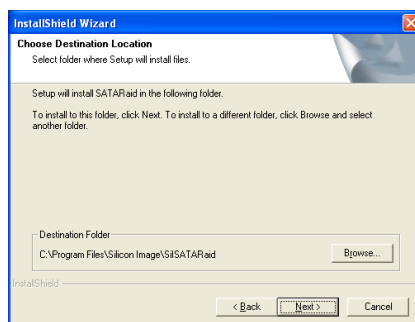 InstallShield Wizard
Choose Destination Location
Select folder where Setup will install files.
Setup will install SATARaid in the following folder.
To install to this folder, click Next. To install to a different folder, click Browse and select
another folder.
Destination Folder
C:\Program Files\Silicon Image\SiISATARaid
Browse...
InstallShield
< Back
Next >
Cancel